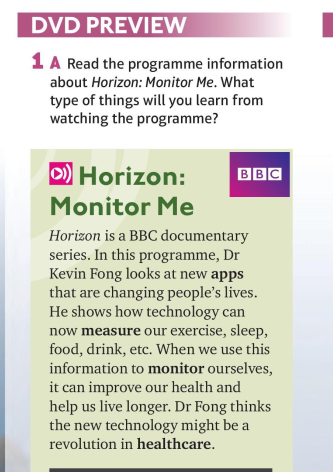 DVD PREVIEW
1 A Read the programme information
about Horizon: Monitor Me. What
type of things will you learn from
watching the programme?
Horizon:
BBC
Monitor Me
Horizon is a BBC documentary
series. In this programme, Dr
Kevin Fong looks at new apps
that are changing people's lives.
He shows how technology can
now measure our exercise, sleep,
food, drink, etc. When we use this
information to monitor ourselves,
it can improve our health and
help us live longer. Dr Fong thinks
the new technology might be a
revolution in healthcare.